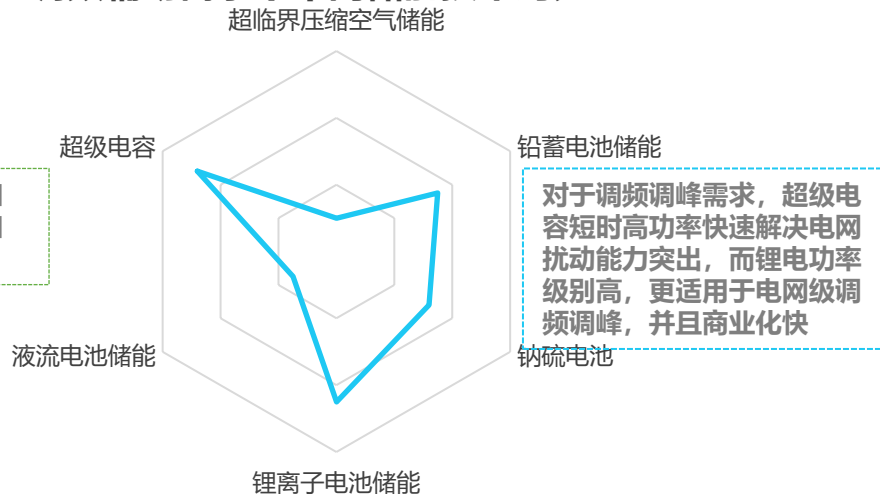 超临界压缩空气储能
超级电容
铅蓄电池储能
对于调频调峰需求，超级电
容短时高功率快速解决电网
扰动能力突出，而锂电功率
级别高，更适用于电网级调
频调峰，并且商业化快
液流电池储能
钠硫电池
锂离子电池储能